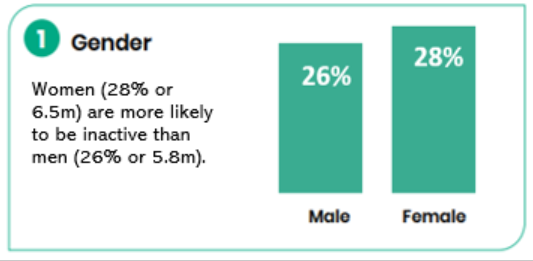 1 Gender
Women (28% or
6.5m) are more likely
to be inactive than
men (26% or 5.8m).
26%
28%
Male Female